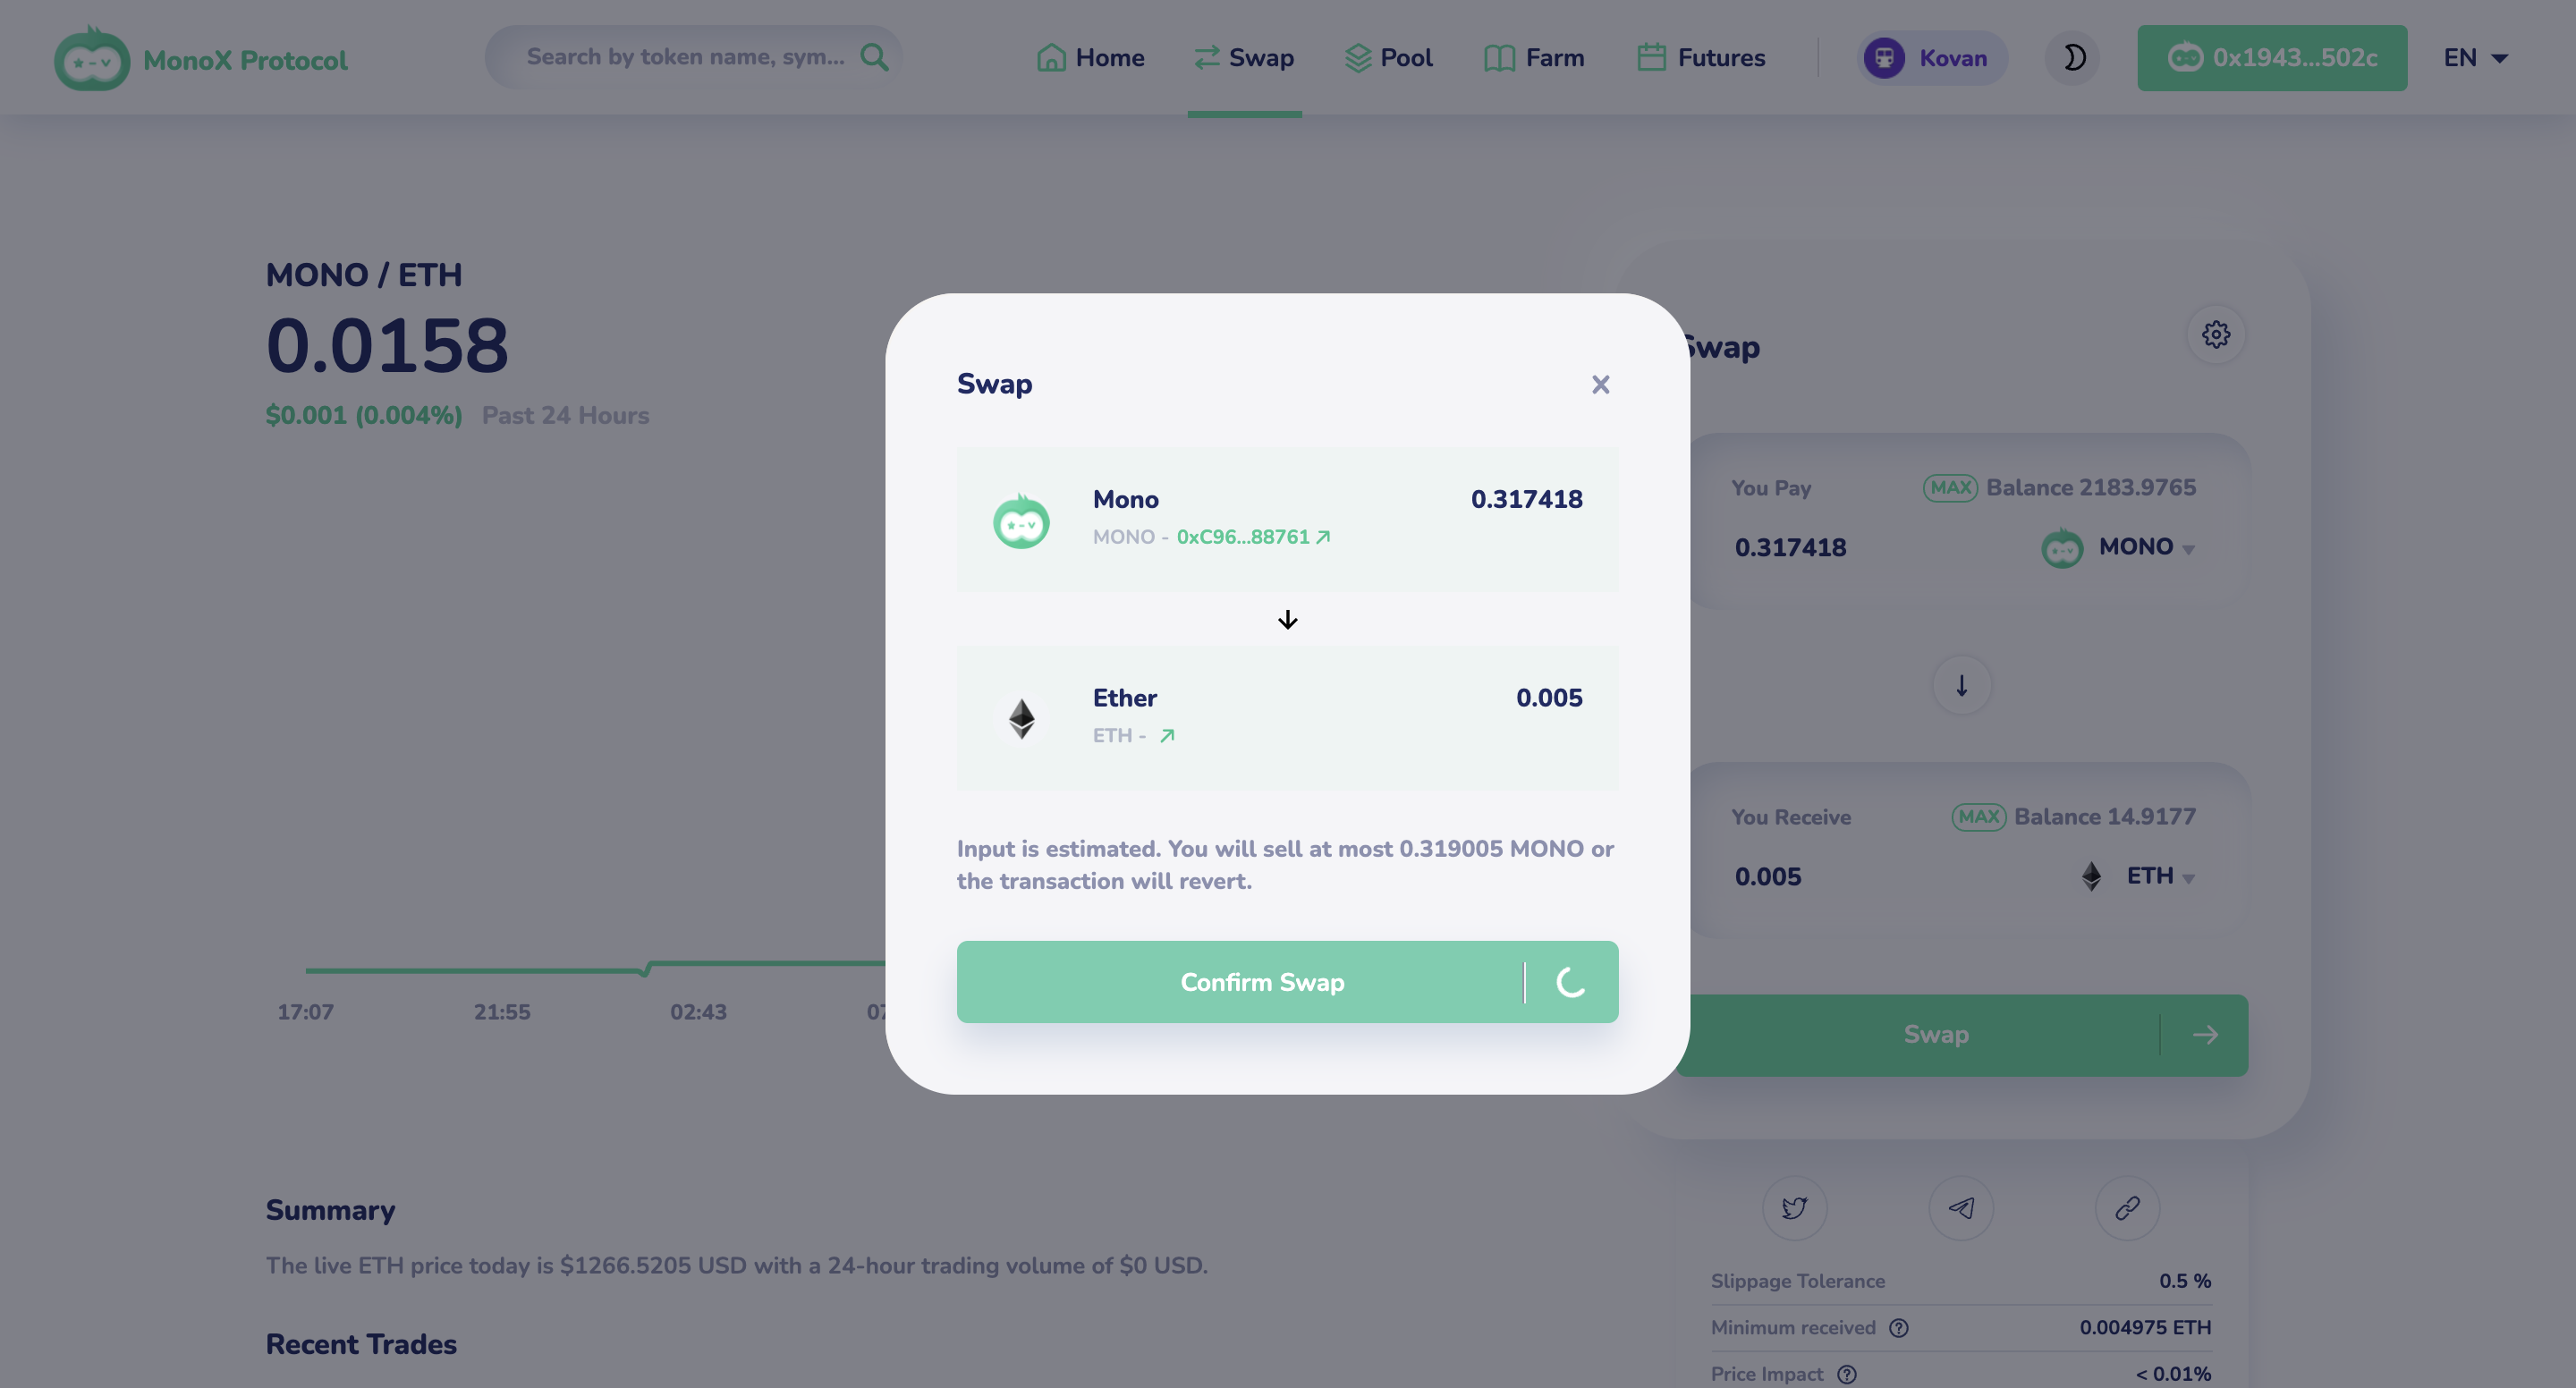 MonoX Protocol
Search by token name, sym...
Home
Swap
Pool
Farm
Futures
Kovan
0x1943...502c
EN
MONO / ETH
0.0158
$0.001 (0.004%) Past 24 Hours
17:07 21:55 02:43 07
Swap
Mono 0.317418
MONO - 0xC96...88761
Ether 0.005
ETH -
Input is estimated. You will sell at most 0.319005 MONO or
the transaction will revert.
Confirm Swap
Swap
You Pay MAX Balance 2183.9765
0.317418 MONO
You Receive MAX Balance 14.9177
0.005 ETH
Swap
Slippage Tolerance 0.5 %
Minimum received ? 0.004975 ETH
Price Impact ? < 0.01%
Summary
The live ETH price today is $1266.5205 USD with a 24-hour trading volume of $0 USD.
Recent Trades